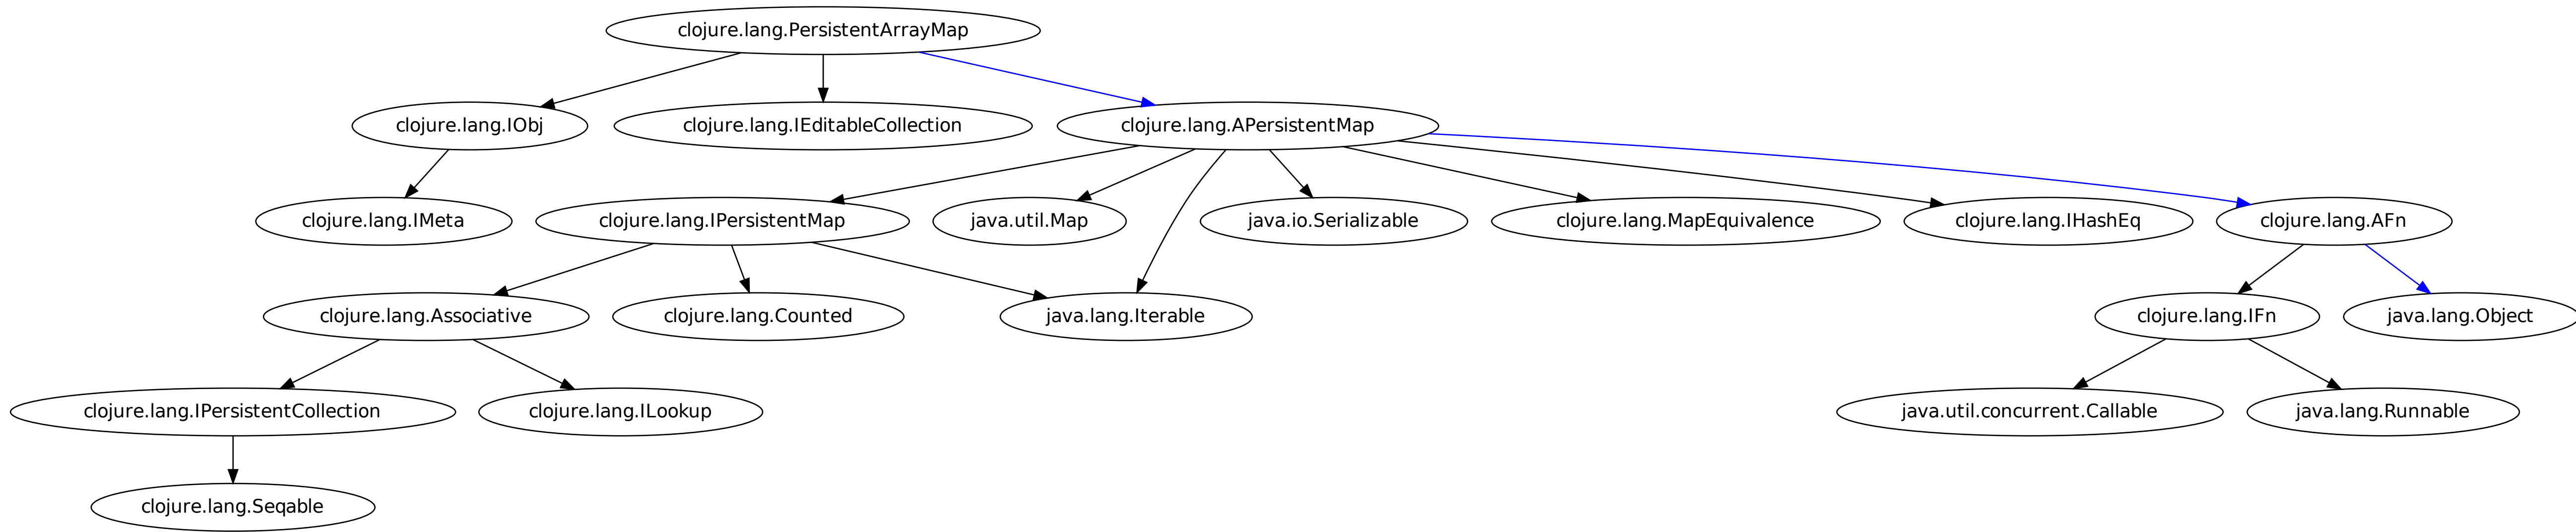 clojure.lang.PersistentArrayMap
clojure.lang.IObj
clojure.lang.IEditableCollection
clojure.lang.APersistentMap
clojure.lang.IMeta
clojure.lang.IPersistentMap
java.util.Map
java.io.Serializable
clojure.lang.MapEquivalence
clojure.lang.IHashEq
clojure.lang.AFn
clojure.lang.Associative
clojure.lang.Counted
java.lang.Iterable
clojure.lang.IFn
java.lang.Object
clojure.lang.IPersistentCollection
clojure.lang.ILookup
java.util.concurrent.Callable
java.lang.Runnable
clojure.lang.Seqable